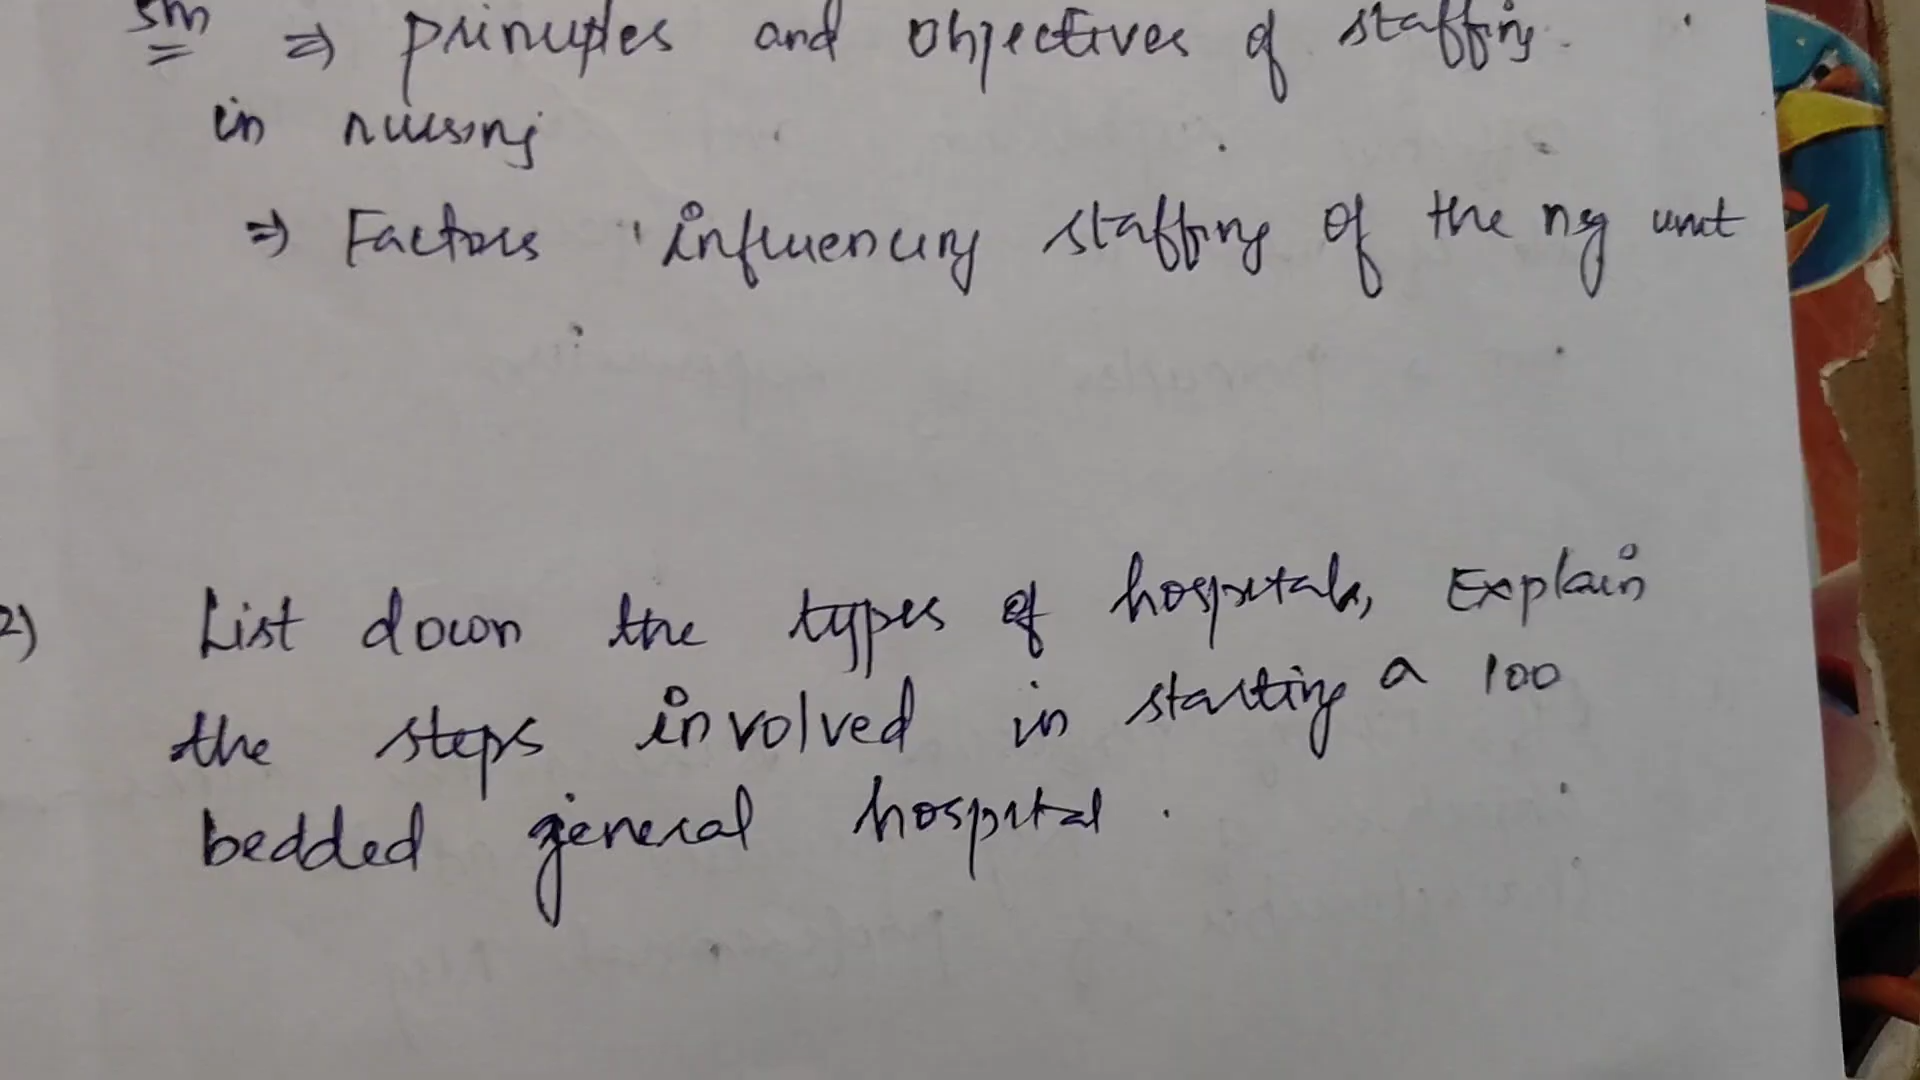 5m ⇒ principles and objectives of staffing
in nursing
⇒ Factors influencing staffing of the nsg unit
2) List down the types of hospitals, Explain
the steps involved in starting a 100
bedded general hospital.